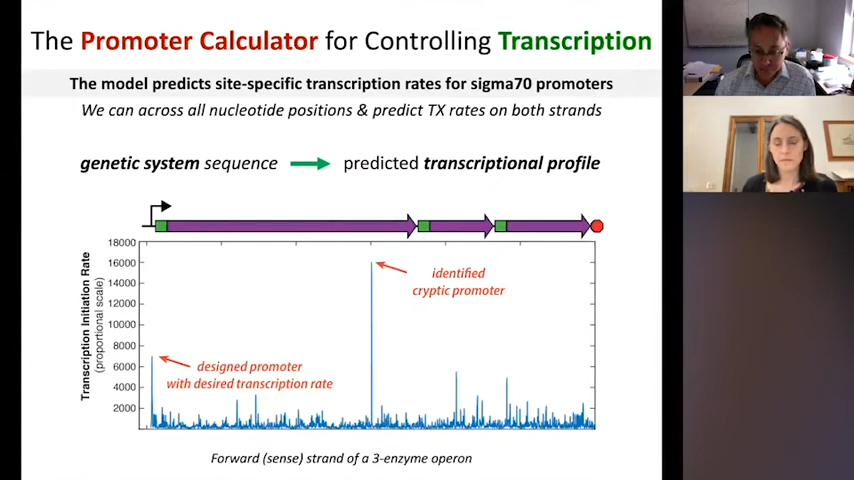 The Promoter Calculator for Controlling Transcription
The model predicts site-specific transcription rates for sigma70 promoters
We can across all nucleotide positions & predict TX rates on both strands
genetic system sequence
predicted transcriptional profile
Transcription Initiation Rate
(proportional scale)
18000
16000
14000
12000
10000
8000
6000
4000
2000
identified
cryptic promoter
designed promoter
with desired transcription rate
Forward (sense) strand of a 3-enzyme operon